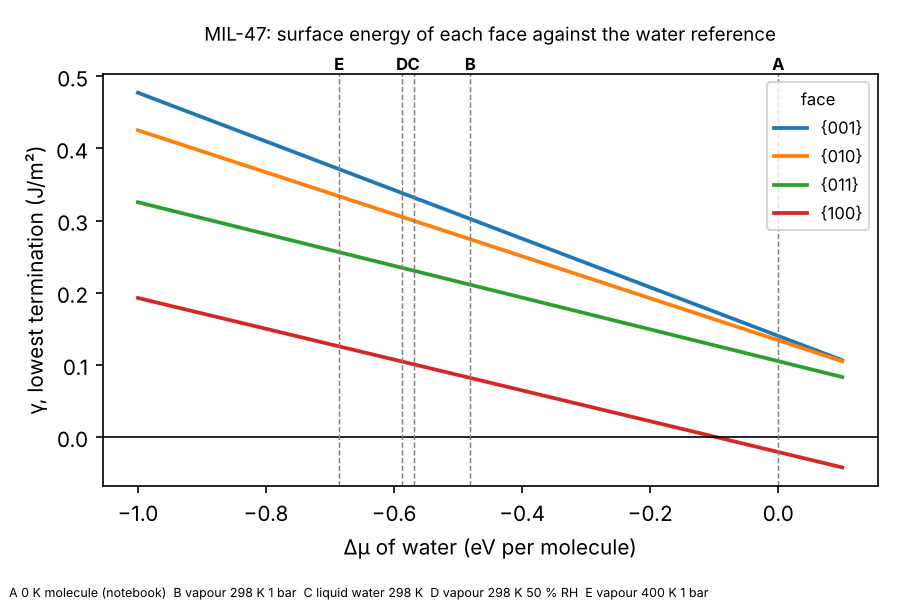 MIL-47: surface energy of each face against the water reference
E D C B A
γ, lowest termination (J/m²)
0.5
0.4
0.3
0.2
0.1
0.0
face
{001}
{010}
{011}
{100}
−1.0 −0.8 −0.6 −0.4 −0.2 0.0
Δμ of water (eV per molecule)
A 0 K molecule (notebook) B vapour 298 K 1 bar C liquid water 298 K D vapour 298 K 50 % RH E vapour 400 K 1 bar